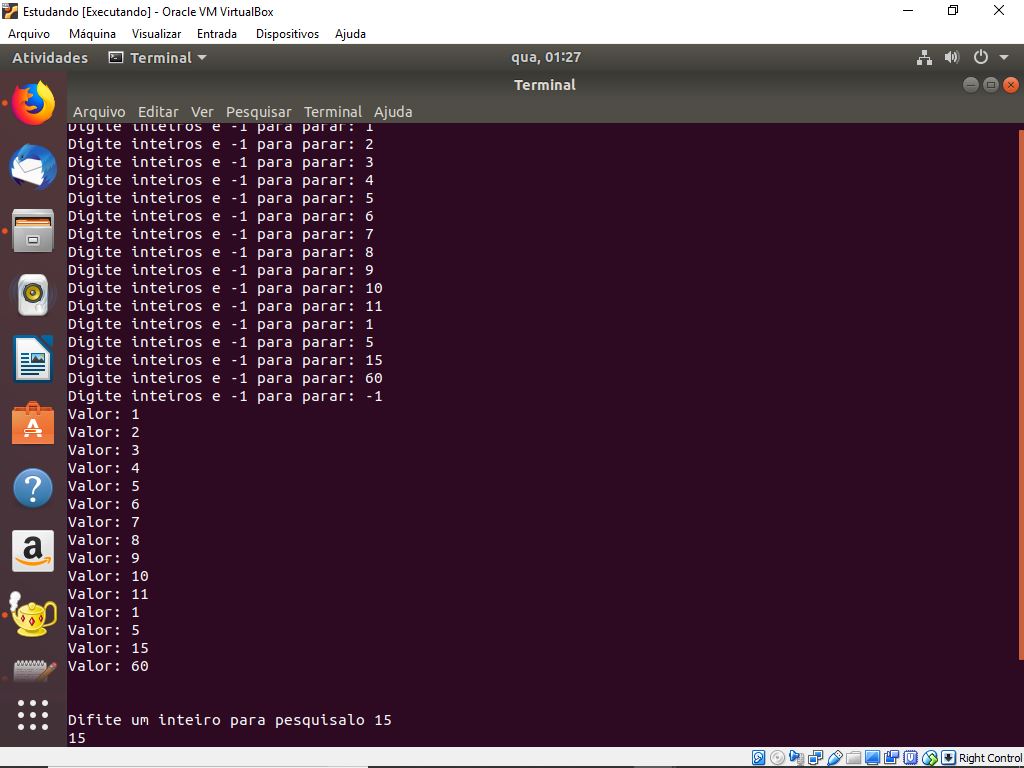 Estudando [Executando] - Oracle VM VirtualBox
Arquivo Máquina Visualizar Entrada Dispositivos Ajuda
Atividades Terminal qua, 01:27
Terminal
Arquivo Editar Ver Pesquisar Terminal Ajuda
Digite inteiros e -1 para parar: 1
Digite inteiros e -1 para parar: 2
Digite inteiros e -1 para parar: 3
Digite inteiros e -1 para parar: 4
Digite inteiros e -1 para parar: 5
Digite inteiros e -1 para parar: 6
Digite inteiros e -1 para parar: 7
Digite inteiros e -1 para parar: 8
Digite inteiros e -1 para parar: 9
Digite inteiros e -1 para parar: 10
Digite inteiros e -1 para parar: 11
Digite inteiros e -1 para parar: 1
Digite inteiros e -1 para parar: 5
Digite inteiros e -1 para parar: 15
Digite inteiros e -1 para parar: 60
Digite inteiros e -1 para parar: -1
Valor: 1
Valor: 2
Valor: 3
Valor: 4
Valor: 5
Valor: 6
Valor: 7
Valor: 8
Valor: 9
Valor: 10
Valor: 11
Valor: 1
Valor: 5
Valor: 15
Valor: 60
Difite um inteiro para pesquisalo 15
15
Right Control